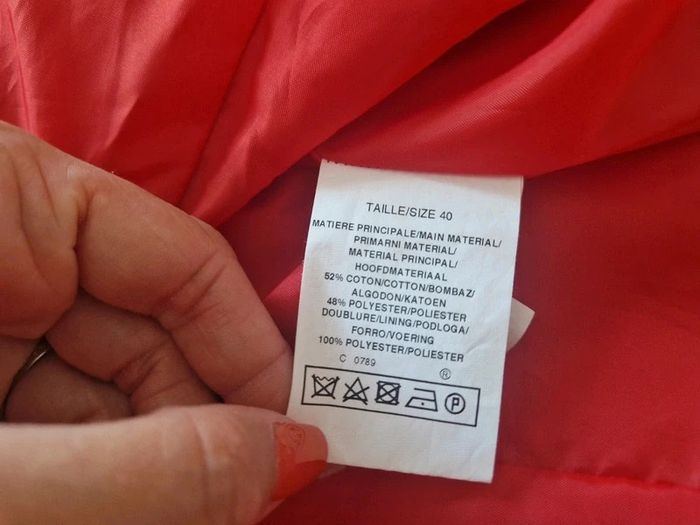 TAILLE/SIZE 40
MATIERE PRINCIPALE/MAIN MATERIAL/
PRIMARNI MATERIAL/
MATERIAL PRINCIPAL/
HOOFDMATERIAAL
52% COTON/COTTON/BOMBAZ/
ALGODON/KATOEN
48% POLYESTER/POLIESTER
DOUBLURE/LINING/PODLOGA/
FORRO/VOERING
100% POLYESTER/POLIESTER
C 0789
®
P